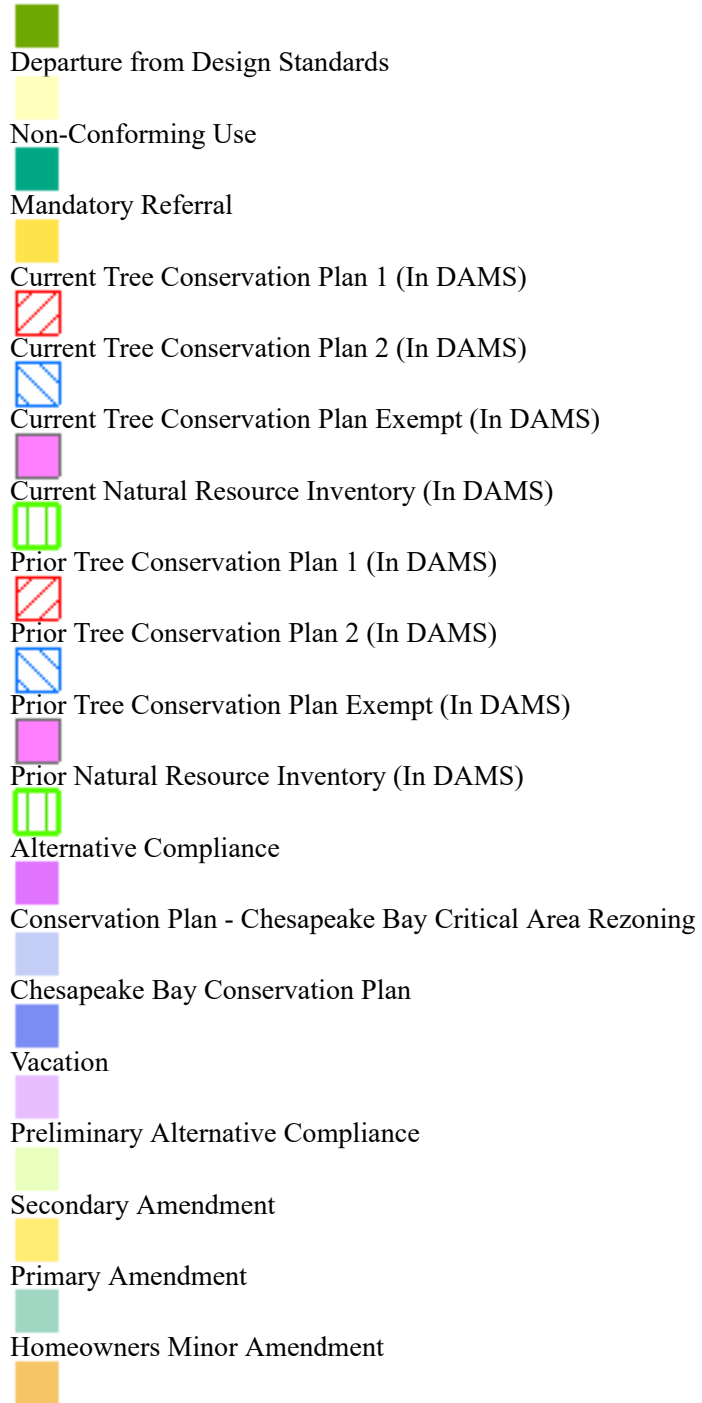 Departure from Design Standards
Non-Conforming Use
Mandatory Referral
Current Tree Conservation Plan 1 (In DAMS)
Current Tree Conservation Plan 2 (In DAMS)
Current Tree Conservation Plan Exempt (In DAMS)
Current Natural Resource Inventory (In DAMS)
Prior Tree Conservation Plan 1 (In DAMS)
Prior Tree Conservation Plan 2 (In DAMS)
Prior Tree Conservation Plan Exempt (In DAMS)
Prior Natural Resource Inventory (In DAMS)
Alternative Compliance
Conservation Plan - Chesapeake Bay Critical Area Rezoning
Chesapeake Bay Conservation Plan
Vacation
Preliminary Alternative Compliance
Secondary Amendment
Primary Amendment
Homeowners Minor Amendment